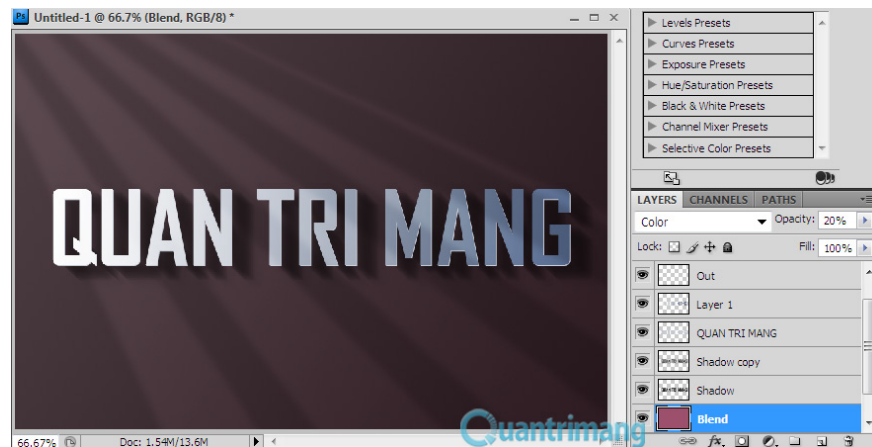 Ps Untitled-1 @ 66.7% (Blend, RGB/8) *
QUAN TRI MANG
66.67% Doc: 1.54M/13.6M
Levels Presets
Curves Presets
Exposure Presets
Hue/Saturation Presets
Black & White Presets
Channel Mixer Presets
Selective Color Presets
LAYERS CHANNELS PATHS
Color Opacity: 20%
Lock: Fill: 100%
Out
Layer 1
QUAN TRI MANG
Shadow copy
Shadow
Blend
fx.
Quantrimang